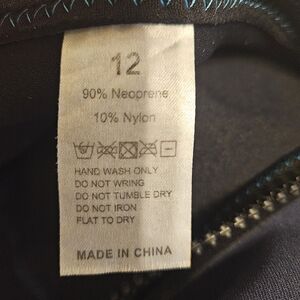 12
90% Neoprene
10% Nylon
HAND WASH ONLY
DO NOT WRING
DO NOT TUMBLE DRY
DO NOT IRON
FLAT TO DRY
MADE IN CHINA